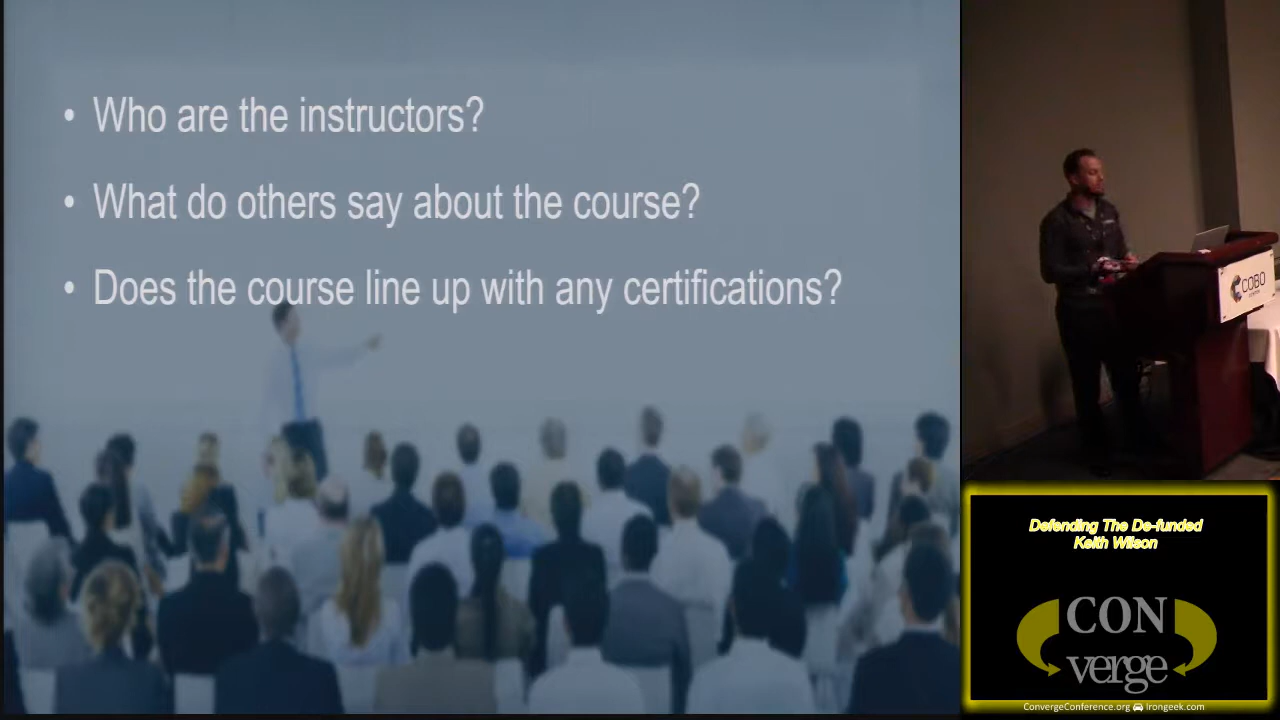 • Who are the instructors?
• What do others say about the course?
• Does the course line up with any certifications?
COBO
Defending The De-funded
Keith Wilson
CON
verge
ConvergeConference.org Irongeek.com